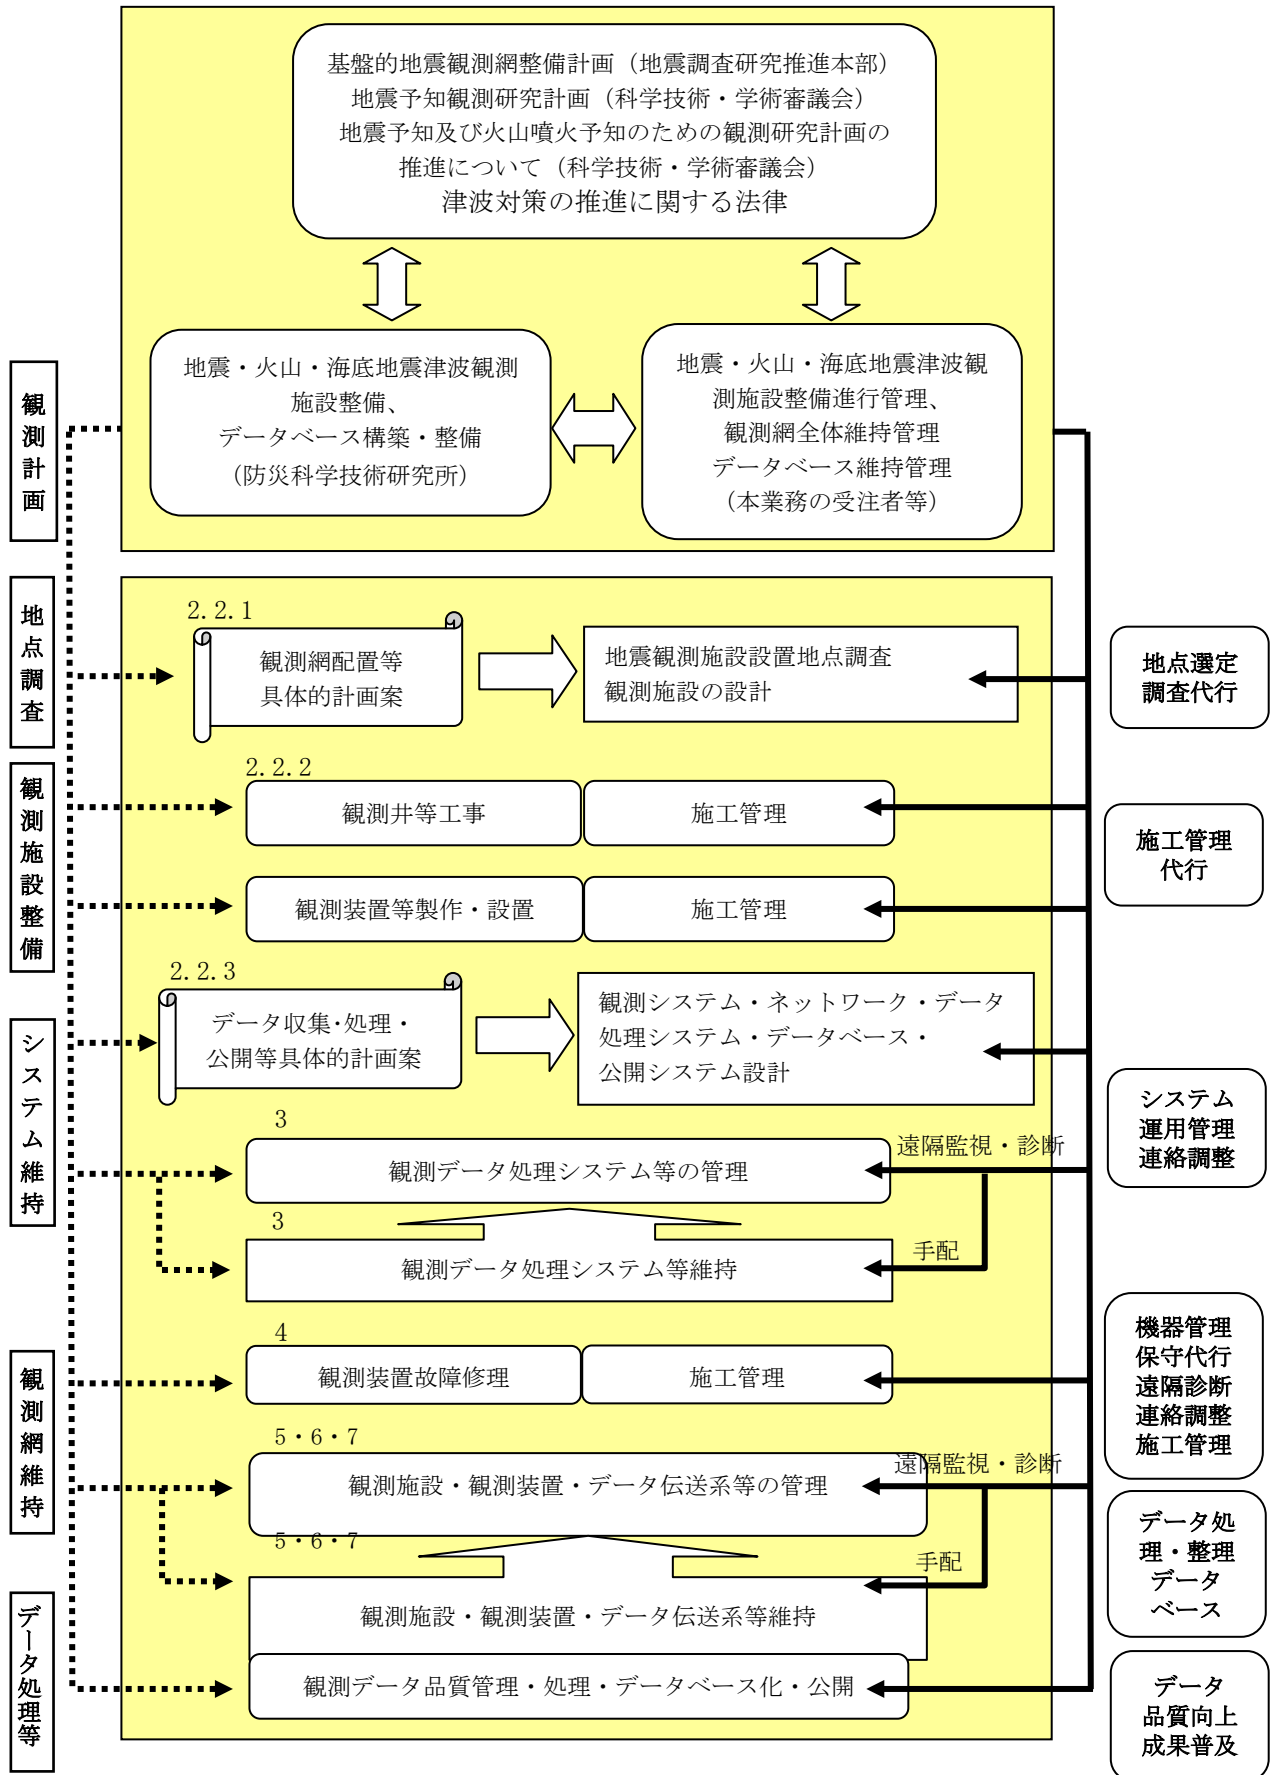 基盤的地震観測網整備計画（地震調査研究推進本部）
地震予知観測研究計画（科学技術・学術審議会）
地震予知及び火山噴火予知のための観測研究計画の
推進について（科学技術・学術審議会）
津波対策の推進に関する法律
観測計画
地震・火山・海底地震津波観測
施設整備、
データベース構築・整備
（防災科学技術研究所）
地震・火山・海底地震津波観
測施設整備進行管理、
観測網全体維持管理
データベース維持管理
（本業務の受注者等）
地点調査
2.2.1
観測網配置等
具体的計画案
地震観測施設設置地点調査
観測施設の設計
地点選定
調査代行
観測施設整備
2.2.2
観測井等工事
施工管理
観測装置等製作・設置
施工管理
施工管理
代行
システム維持
2.2.3
データ収集・処理・
公開等具体的計画案
観測システム・ネットワーク・データ
処理システム・データベース・
公開システム設計
3
観測データ処理システム等の管理
遠隔監視・診断
3
観測データ処理システム等維持
手配
システム
運用管理
連絡調整
観測網維持
4
観測装置故障修理
施工管理
5・6・7
観測施設・観測装置・データ伝送系等の管理
遠隔監視・診断
5・6・7
観測施設・観測装置・データ伝送系等維持
手配
機器管理
保守代行
遠隔診断
連絡調整
施工管理
データ処
理・整理
データ
ベース
データ処理等
観測データ品質管理・処理・データベース化・公開
データ
品質向上
成果普及